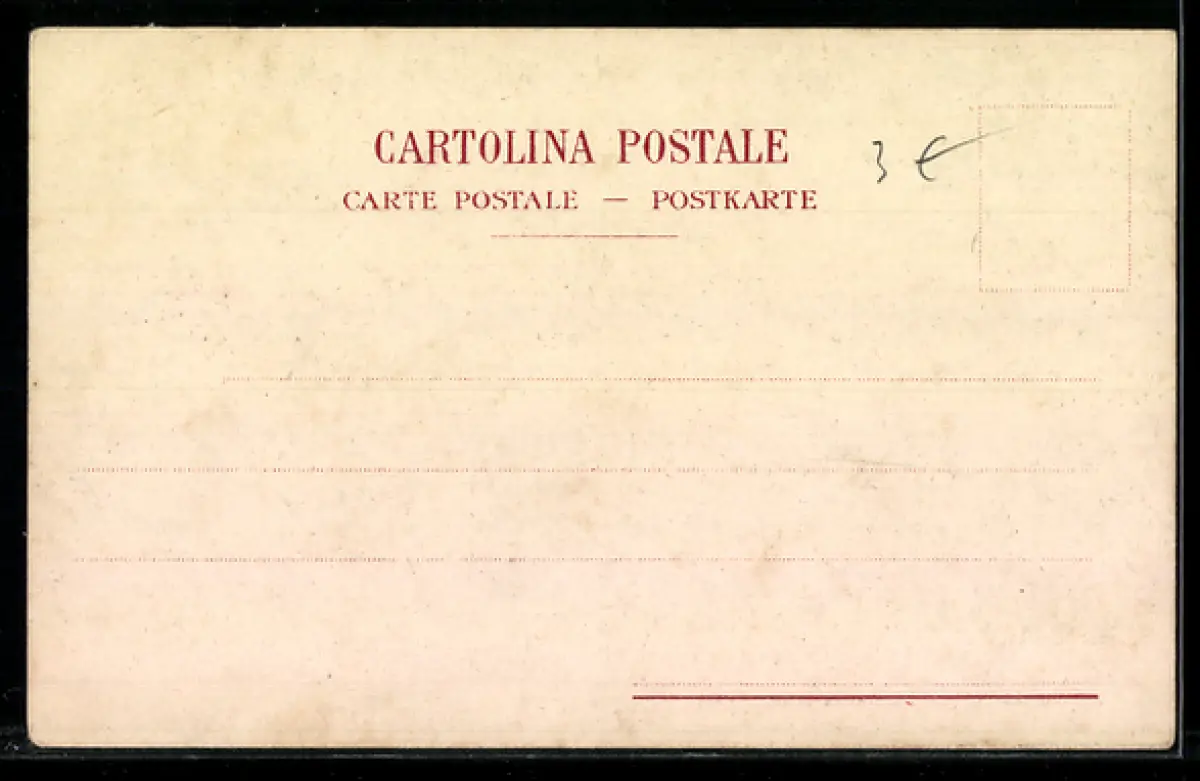 CARTOLINA POSTALE
3 €
CARTE POSTALE — POSTKARTE